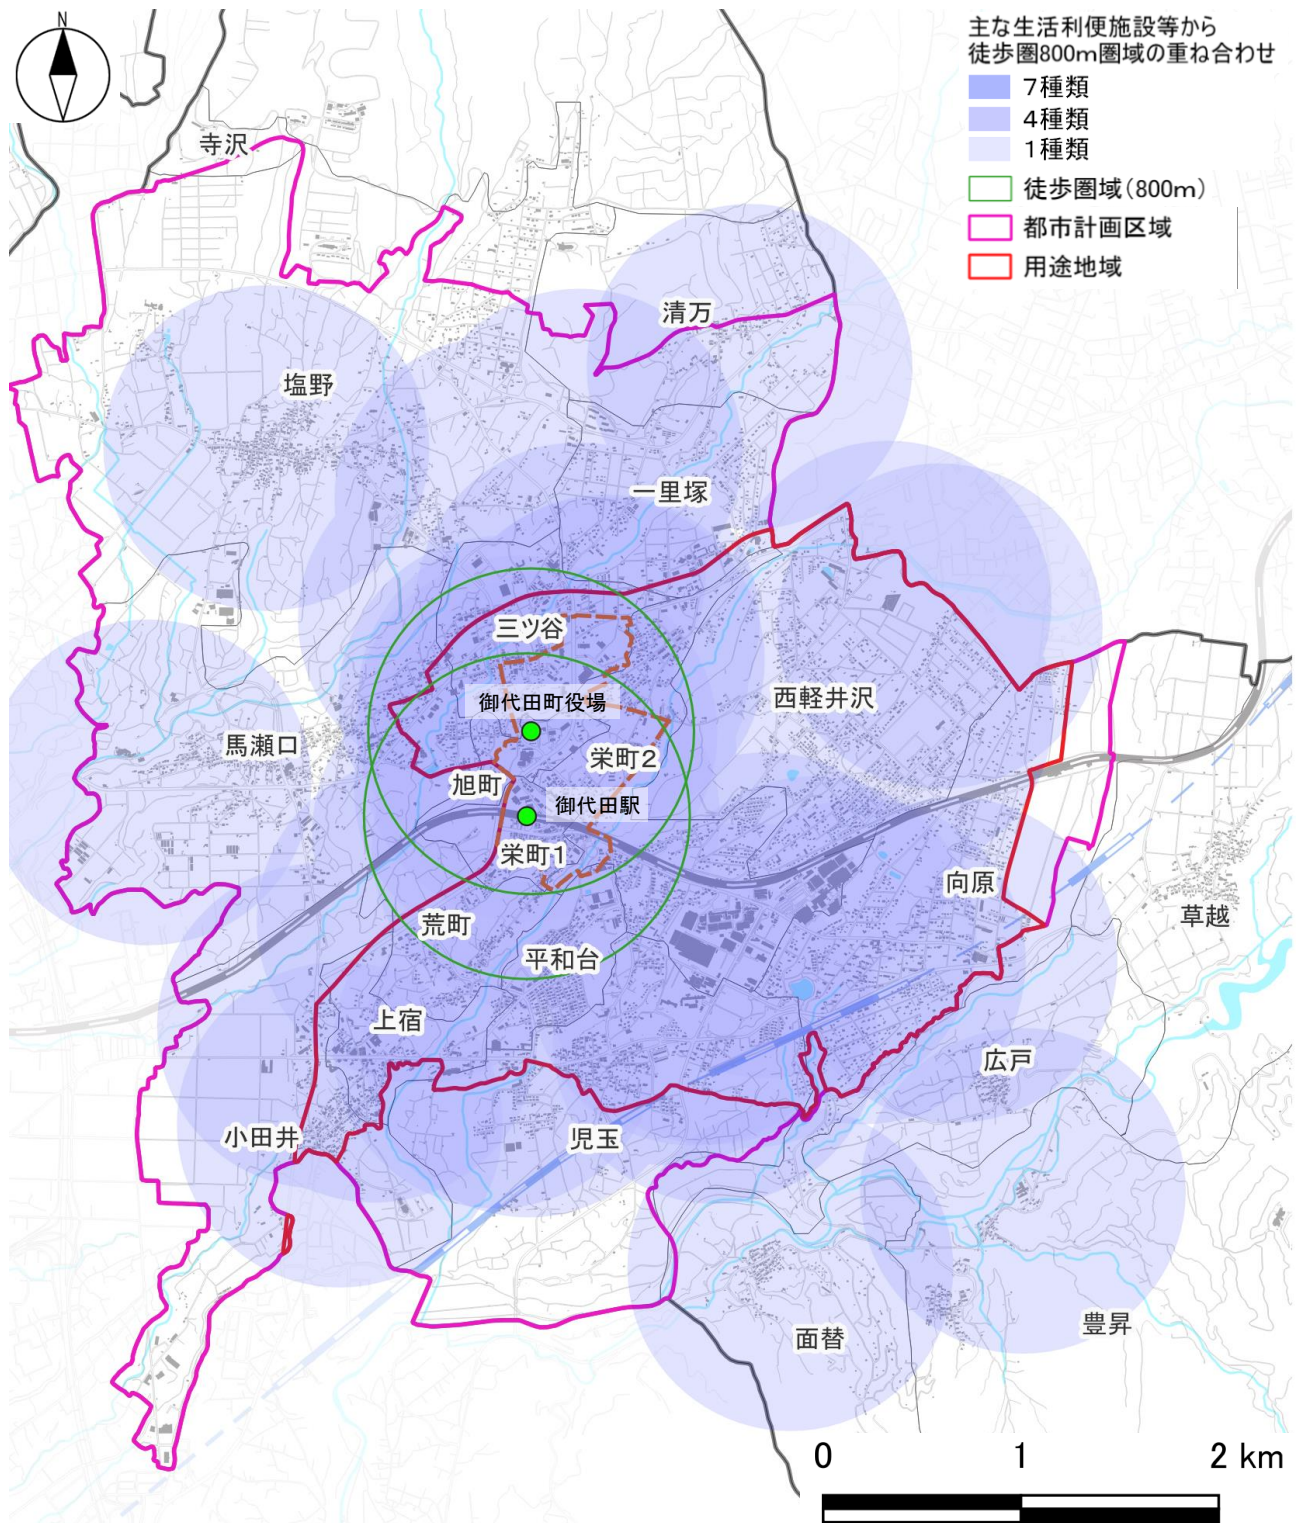 N
主な生活利便施設等から
徒歩圏800m圏域の重ね合わせ
7種類
4種類
1種類
徒歩圏域(800m)
都市計画区域
用途地域
寺沢
清万
塩野
一里塚
三ツ谷
御代田町役場
西軽井沢
馬瀬口
栄町2
旭町
御代田駅
栄町1
向原
草越
荒町
平和台
上宿
広戸
小田井
児玉
豊昇
面替
0 1 2 km